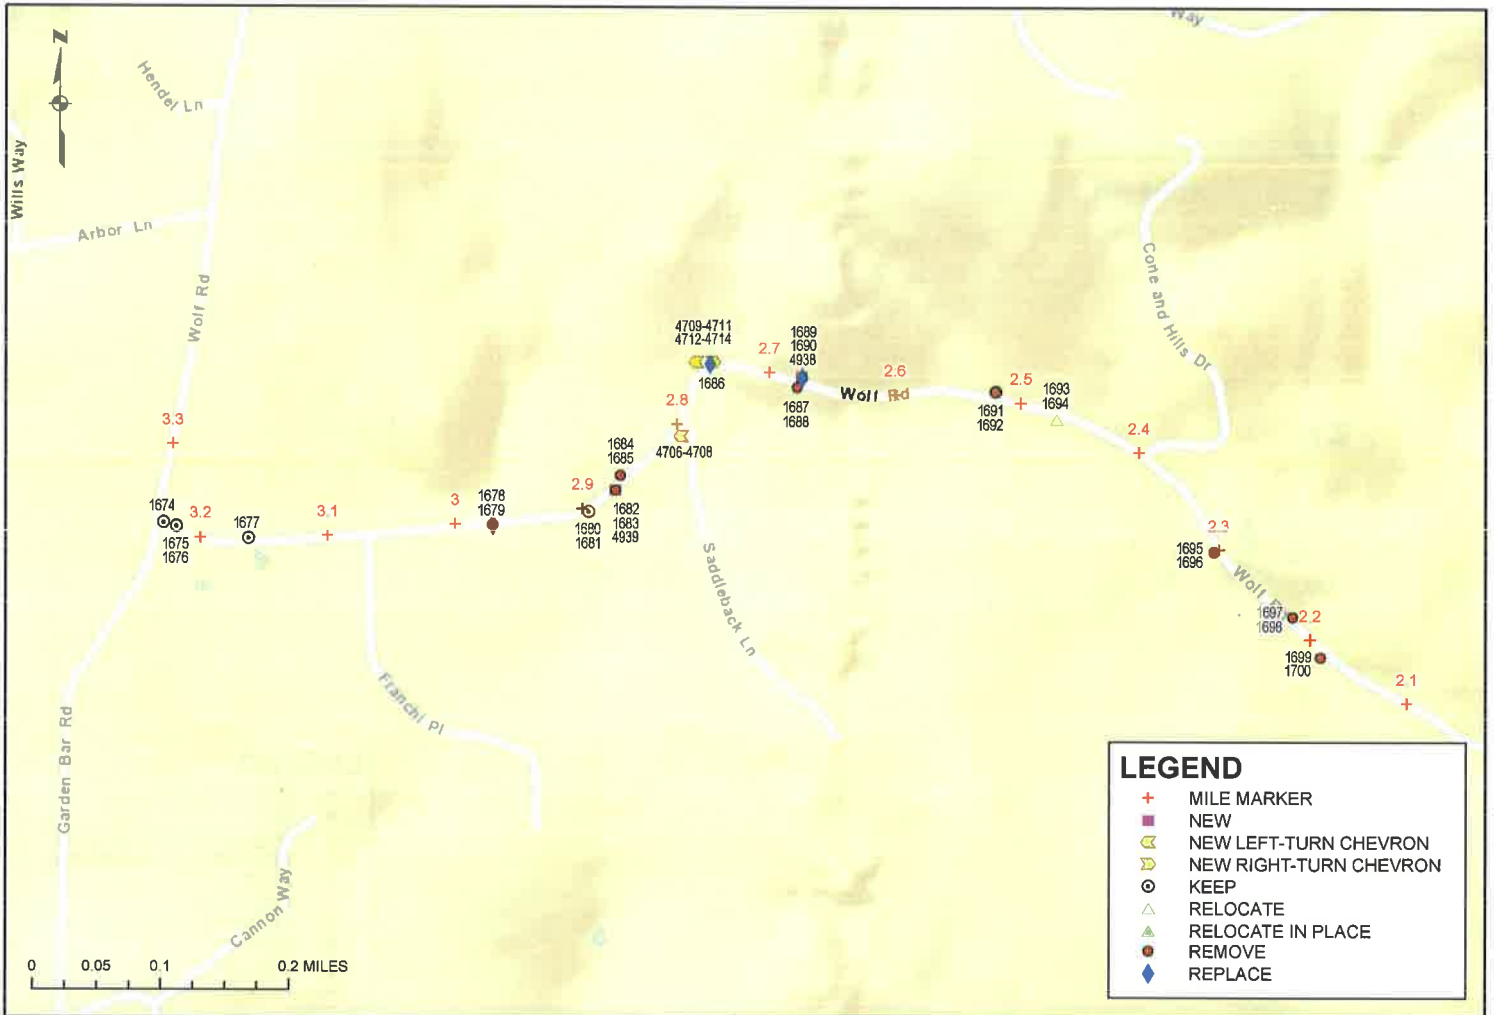 Way
N
Hendel Ln
Wills Way
Arbor Ln
Wolf Rd
Cone and Hills Dr
4709-4711
4712-4714
1686
2.7
1689
1690
4938
1687
1688
2.6
Wolf Rd
2.5
1691
1692
1693
1694
2.4
2.8
4706-4708
3.3
1684
1685
2.9
1682
1683
4939
1680
1681
3
1678
1679
3.1
1677
3.2
1674
1675
1676
2.3
1695
1696
Wolf
1697
1698
2.2
1699
1700
2.1
Saddleback Ln
Franchi Pl
Garden Bar Rd
Cannon Way
0 0.05 0.1 0.2 MILES
LEGEND
MILE MARKER
NEW
NEW LEFT-TURN CHEVRON
NEW RIGHT-TURN CHEVRON
KEEP
RELOCATE
RELOCATE IN PLACE
REMOVE
REPLACE